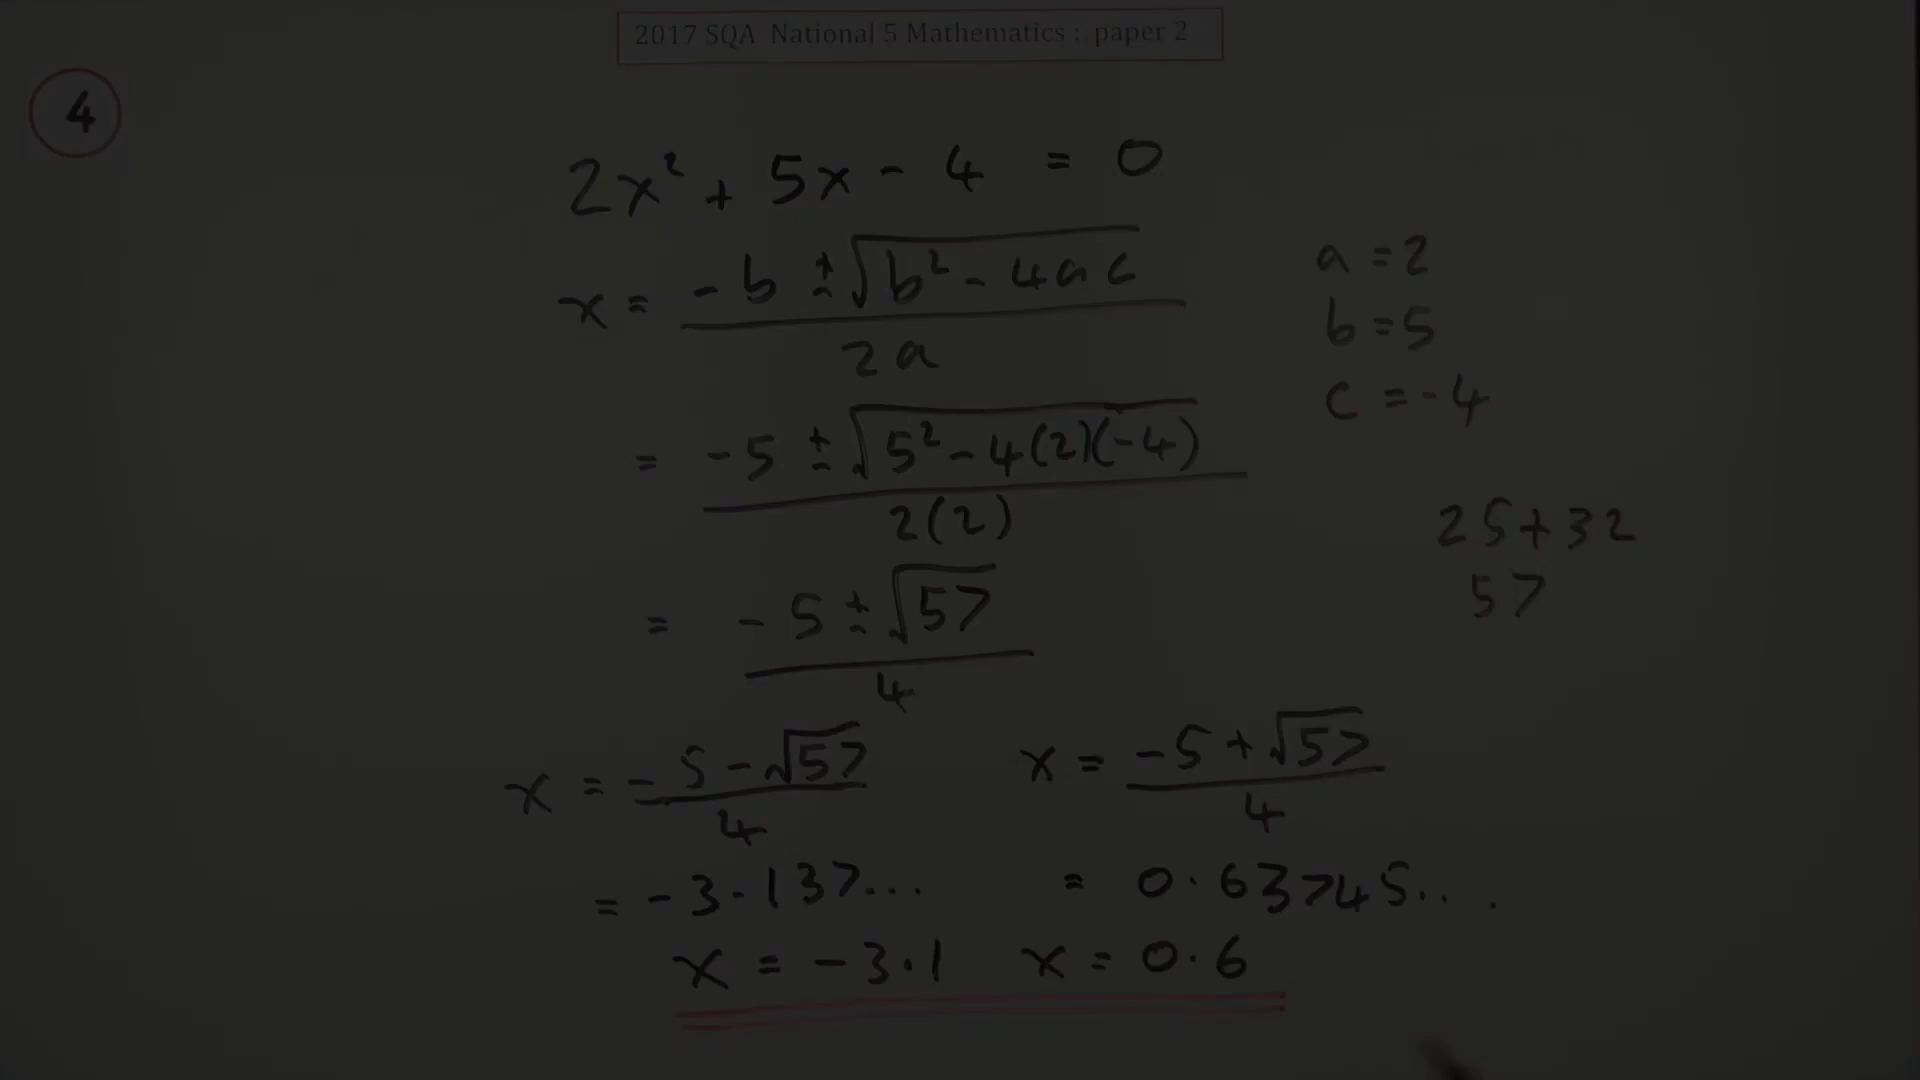 2017 SQA National 5 Mathematics : paper 2
4
2x² + 5x - 4 = 0
x = -b ± √(b² - 4ac) / 2a
a = 2
b = 5
c = -4
= -5 ± √(5² - 4(2)(-4)) / 2(2)
25 + 32
57
= -5 ± √57 / 4
x = -5 - √57 / 4    x = -5 + √57 / 4
= -3·137...    = 0·63745....
x = -3·1    x = 0·6